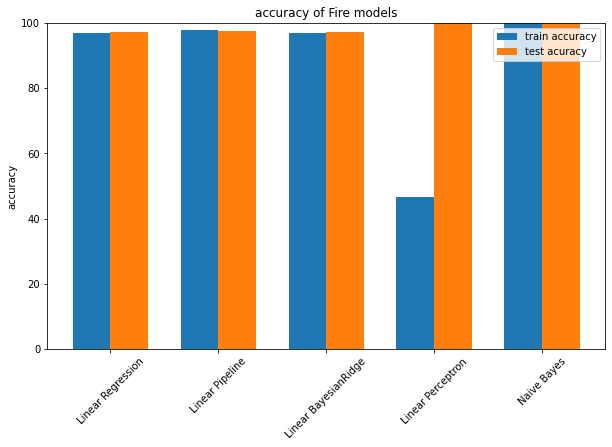 accuracy of Fire models
train accuracy
test acuracy
accuracy
100
80
60
40
20
0
Linear Regression
Linear Pipeline
Linear BayesianRidge
Linear Perceptron
Naive Bayes